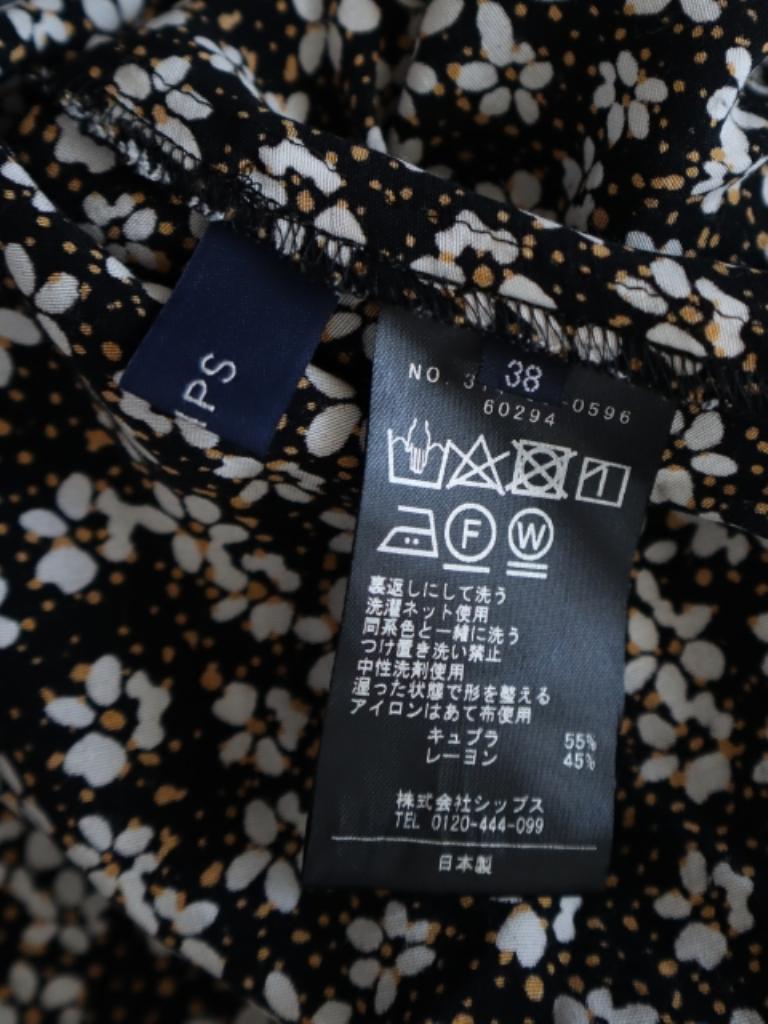 IPS
38
NO. 3 -0596
60294
F W
裏返しにして洗う
洗濯ネット使用
同系色と一緒に洗う
つけ置き洗い禁止
中性洗剤使用
湿った状態で形を整える
アイロンはあて布使用
キュプラ 55%
レーヨン 45%
株式会社シップス
TEL 0120-444-099
日本製